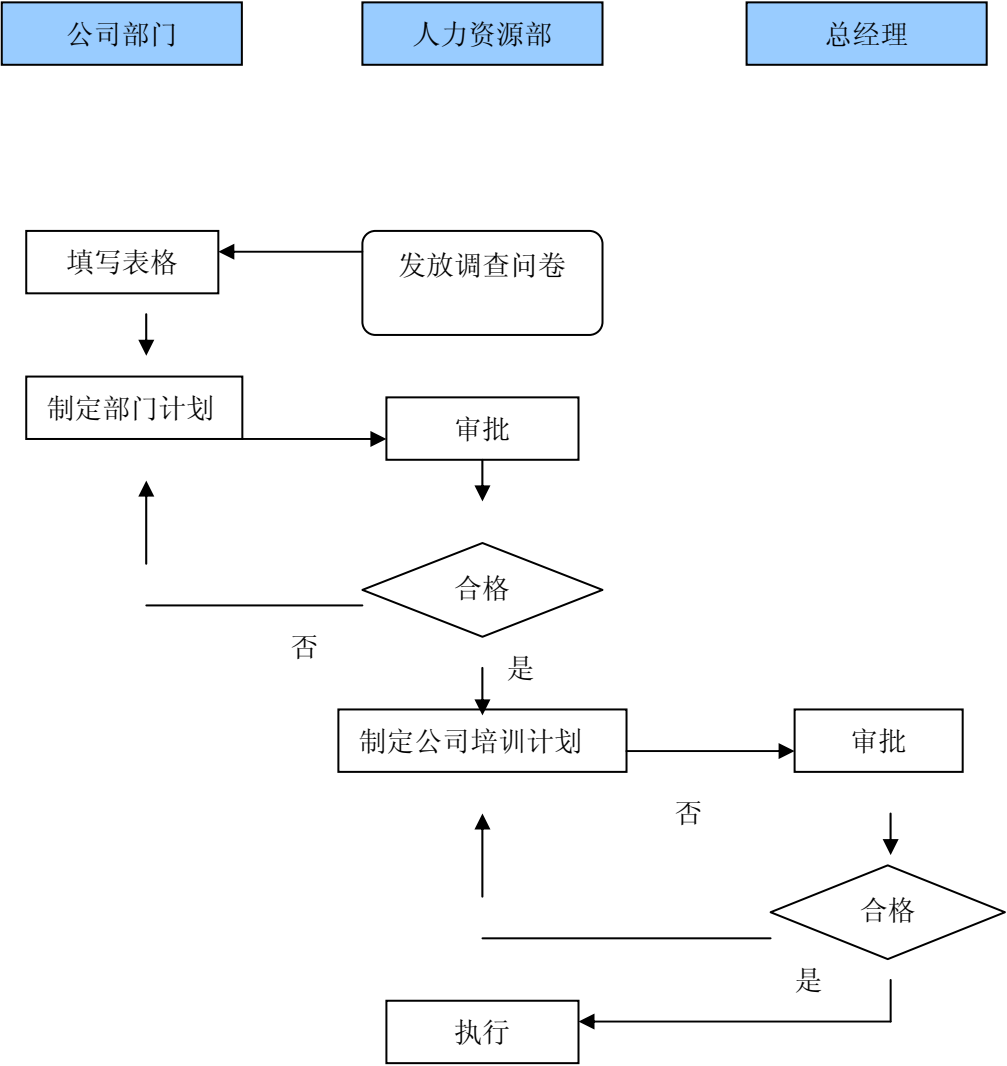 公司部门
人力资源部
总经理
填写表格
发放调查问卷
制定部门计划
审批
合格
否
是
制定公司培训计划
审批
否
合格
是
执行